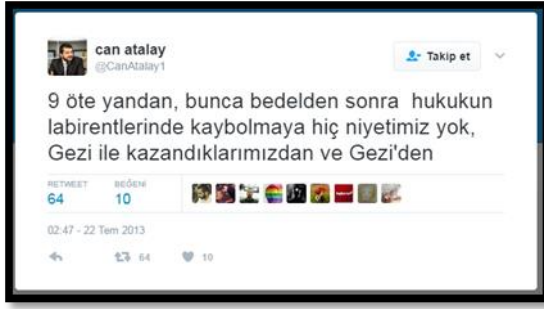 can atalay
@CanAtalay1
Takip et
9 öte yandan, bunca bedelden sonra hukukun
labirentlerinde kaybolmaya hiç niyetimiz yok,
Gezi ile kazandıklarımızdan ve Gezi'den
RETWEET BEĞENİ
64 10
02:47 - 22 Tem 2013
64 10